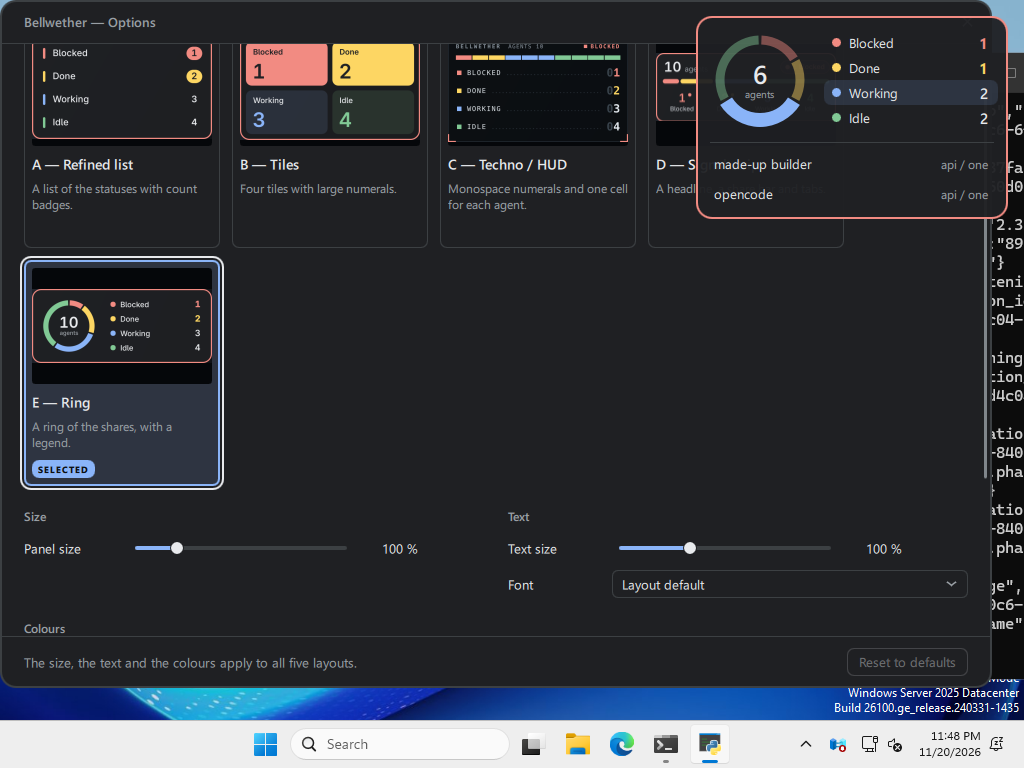 Bellwether — Options
Blocked 1
Done 2
Working 3
Idle 4
A — Refined list
A list of the statuses with count
badges.
Blocked
1
Done
2
Working
3
Idle
4
B — Tiles
Four tiles with large numerals.
BELLWETHER AGENTS 10 BLOCKED
BLOCKED 01
DONE 02
WORKING 03
IDLE 04
C — Techno / HUD
Monospace numerals and one cell
for each agent.
10
1
Blocked
D — S
A headl
6
agents
Blocked 1
Done 1
Working 2
Idle 2
made-up builder api / one
opencode api / one
10
agents
Blocked 1
Done 2
Working 3
Idle 4
E — Ring
A ring of the shares, with a
legend.
SELECTED
Size
Panel size 100 %
Text
Text size 100 %
Font Layout default
Colours
The size, the text and the colours apply to all five layouts.
Reset to defaults
Windows Server 2025 Datacenter
Build 26100.ge_release.240331-1435
Search
11:48 PM
11/20/2026